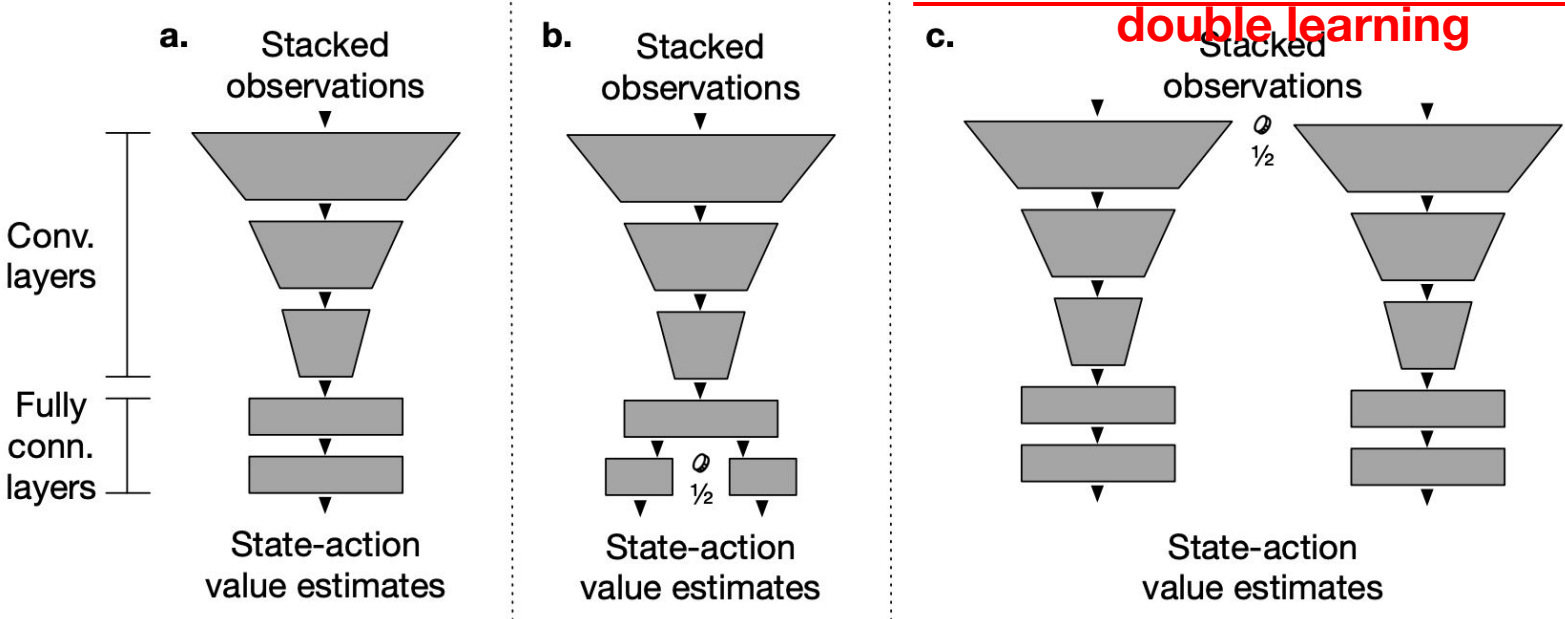 double learning
a.
Stacked
observations
b.
Stacked
observations
c.
Stacked
observations
½
Conv.
layers
Fully
conn.
layers
½
State-action
value estimates
State-action
value estimates
State-action
value estimates